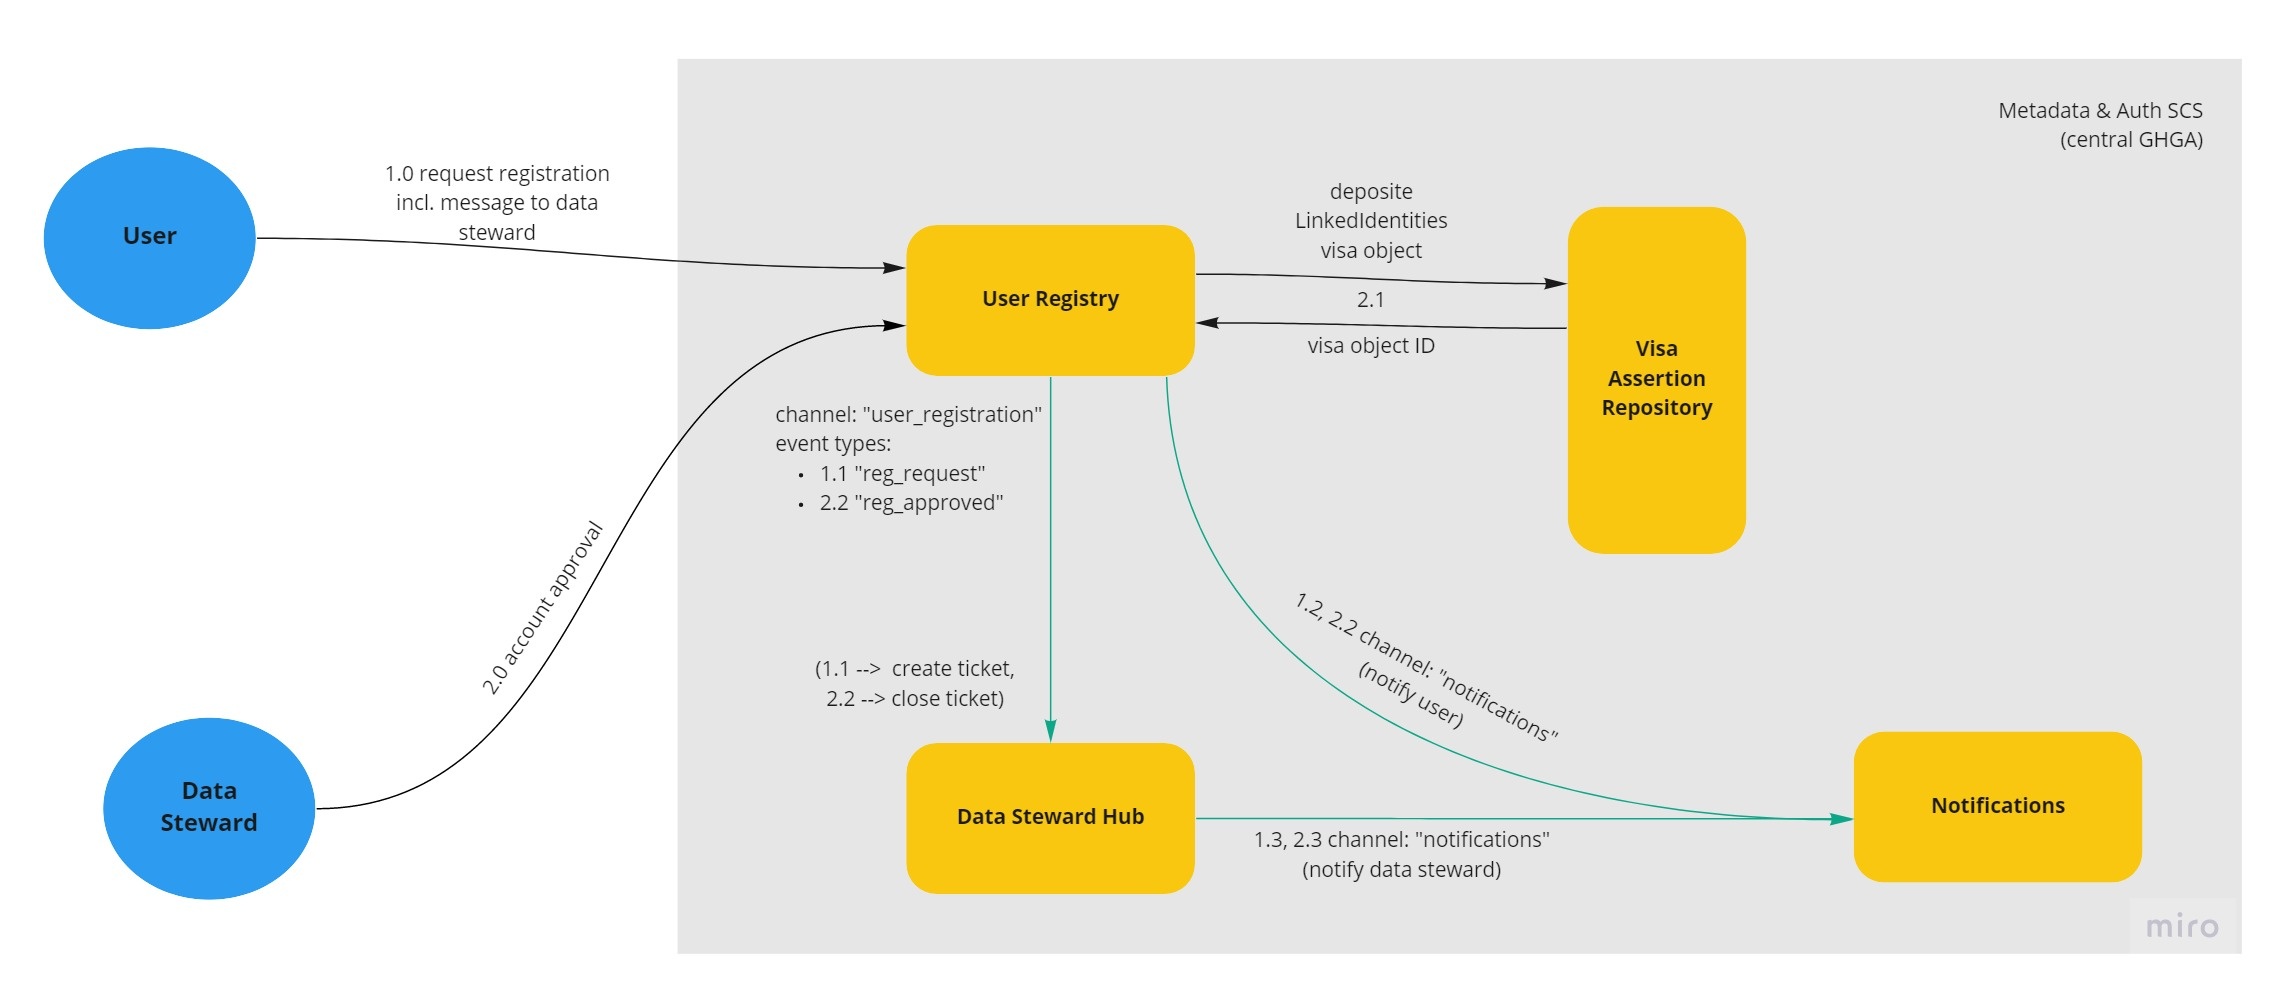 Metadata & Auth SCS
(central GHGA)
User
1.0 request registration
incl. message to data
steward
User Registry
deposite
LinkedIdentities
visa object
2.1
visa object ID
Visa
Assertion
Repository
channel: "user_registration"
event types:
• 1.1 "reg_request"
• 2.2 "reg_approved"
2.0 account approval
(1.1 --> create ticket,
2.2 --> close ticket)
1.2, 2.2 channel: "notifications"
(notify user)
Data
Steward
Data Steward Hub
1.3, 2.3 channel: "notifications"
(notify data steward)
Notifications
miro